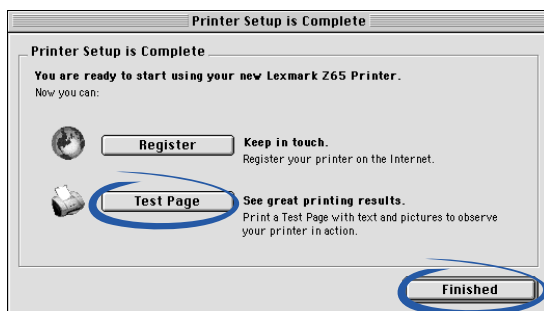 Printer Setup is Complete
Printer Setup is Complete
You are ready to start using your new Lexmark Z65 Printer.
Now you can:
Register
Keep in touch.
Register your printer on the Internet.
Test Page
See great printing results.
Print a Test Page with text and pictures to observe
your printer in action.
Finished